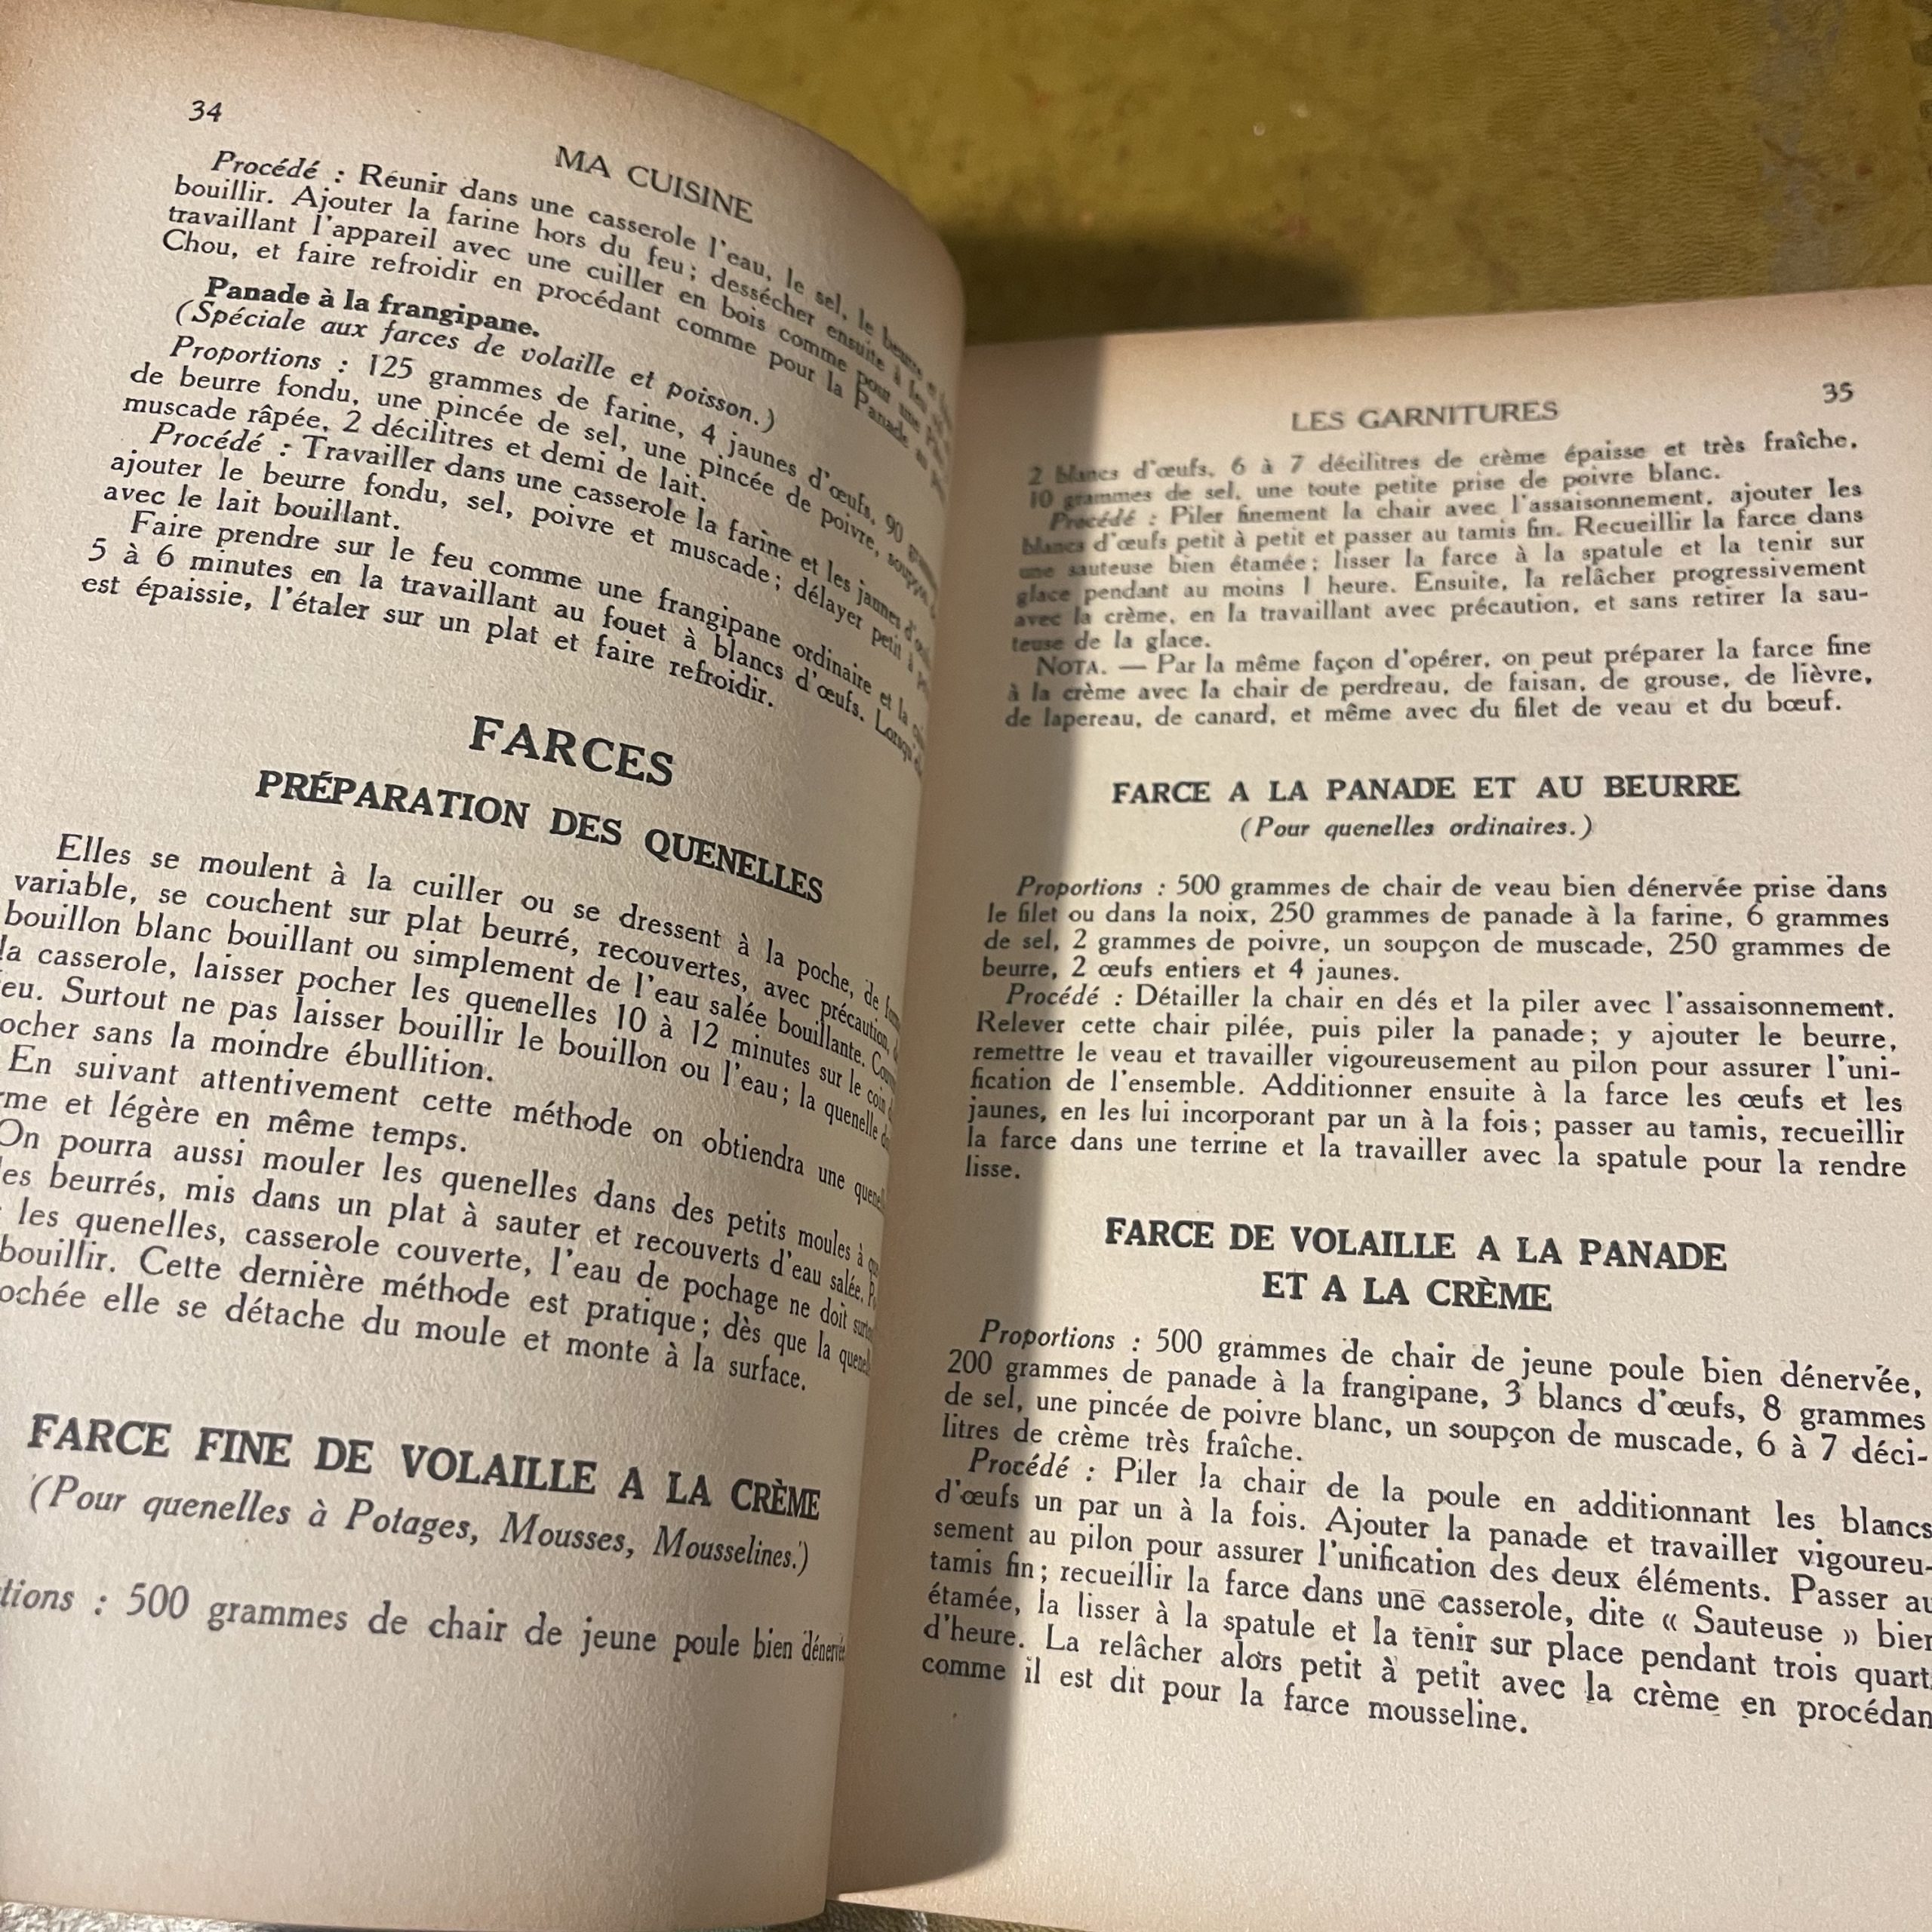 34
MA CUISINE
Procédé : Réunir dans une casserole l'eau, le sel, le beurre et
bouillir. Ajouter la farine hors du feu; dessécher ensuite à feu
travaillant l'appareil avec une cuiller en bois comme pour une
Chou, et faire refroidir en procédant comme pour la Panade au
Panade à la frangipane.
(Spéciale aux farces de volaille et poisson.)
Proportions : 125 grammes de farine, 4 jaunes d'œufs, 90
de beurre fondu, une pincée de sel, une pincée de poivre, soupçon
muscade râpée, 2 décilitres et demi de lait.
Procédé : Travailler dans une casserole la farine et les jaunes
ajouter le beurre fondu, sel, poivre et muscade; délayer petit à
avec le lait bouillant.
Faire prendre sur le feu comme une frangipane ordinaire et la
5 à 6 minutes en la travaillant au fouet à blancs d'œufs.
est épaissie, l'étaler sur un plat et faire refroidir.
FARCES
PRÉPARATION DES QUENELLES
Elles se moulent à la cuiller ou se dressent à la poche, de
variable, se couchent sur plat beurré, recouvertes, avec précaution,
bouillon blanc bouillant ou simplement de l'eau salée bouillante.
la casserole, laisser pocher les quenelles 10 à 12 minutes sur le coin
eu. Surtout ne pas laisser bouillir le bouillon ou l'eau; la quenelle
ocher sans la moindre ébullition.
En suivant attentivement cette méthode on obtiendra une
rme et légère en même temps.
On pourra aussi mouler les quenelles dans des petits moules à
les beurrés, mis dans un plat à sauter et recouverts d'eau salée.
les quenelles, casserole couverte, l'eau de pochage ne doit
bouillir. Cette dernière méthode est pratique; dès que la
ochée elle se détache du moule et monte à la surface.
FARCE FINE DE VOLAILLE A LA CRÈME
(Pour quenelles à Potages, Mousses, Mousselines.)
tions : 500 grammes de chair de jeune poule bien dénervée
35
LES GARNITURES
2 blancs d'œufs, 6 à 7 décilitres de crème épaisse et très fraîche,
10 grammes de sel, une toute petite prise de poivre blanc.
Procédé : Piler finement la chair avec l'assaisonnement, ajouter les
blancs d'œufs petit à petit et passer au tamis fin. Recueillir la farce dans
une sauteuse bien étamée; lisser la farce à la spatule et la tenir sur
glace pendant au moins 1 heure. Ensuite, la relâcher progressivement
avec la crème, en la travaillant avec précaution, et sans retirer la sau-
teuse de la glace.
NOTA. — Par la même façon d'opérer, on peut préparer la farce fine
à la crème avec la chair de perdreau, de faisan, de grouse, de lièvre,
de lapereau, de canard, et même avec du filet de veau et du bœuf.
FARCE A LA PANADE ET AU BEURRE
(Pour quenelles ordinaires.)
Proportions : 500 grammes de chair de veau bien dénervée prise dans
le filet ou dans la noix, 250 grammes de panade à la farine, 6 grammes
de sel, 2 grammes de poivre, un soupçon de muscade, 250 grammes de
beurre, 2 œufs entiers et 4 jaunes.
Procédé : Détailler la chair en dés et la piler avec l'assaisonnement.
Relever cette chair pilée, puis piler la panade; y ajouter le beurre,
remettre le veau et travailler vigoureusement au pilon pour assurer l'uni-
fication de l'ensemble. Additionner ensuite à la farce les œufs et les
jaunes, en les lui incorporant par un à la fois; passer au tamis, recueillir
la farce dans une terrine et la travailler avec la spatule pour la rendre
lisse.
FARCE DE VOLAILLE A LA PANADE
ET A LA CRÈME
Proportions : 500 grammes de chair de jeune poule bien dénervée,
200 grammes de panade à la frangipane, 3 blancs d'œufs, 8 grammes
de sel, une pincée de poivre blanc, un soupçon de muscade, 6 à 7 déci-
litres de crème très fraîche.
Procédé : Piler la chair de la poule en additionnant les blancs
d'œufs un par un à la fois. Ajouter la panade et travailler vigoureu-
sement au pilon pour assurer l'unification des deux éléments. Passer au
tamis fin; recueillir la farce dans une casserole, dite « Sauteuse » bien
étamée, la lisser à la spatule et la tenir sur place pendant trois quart
d'heure. La relâcher alors petit à petit avec la crème en procédan
comme il est dit pour la farce mousseline.